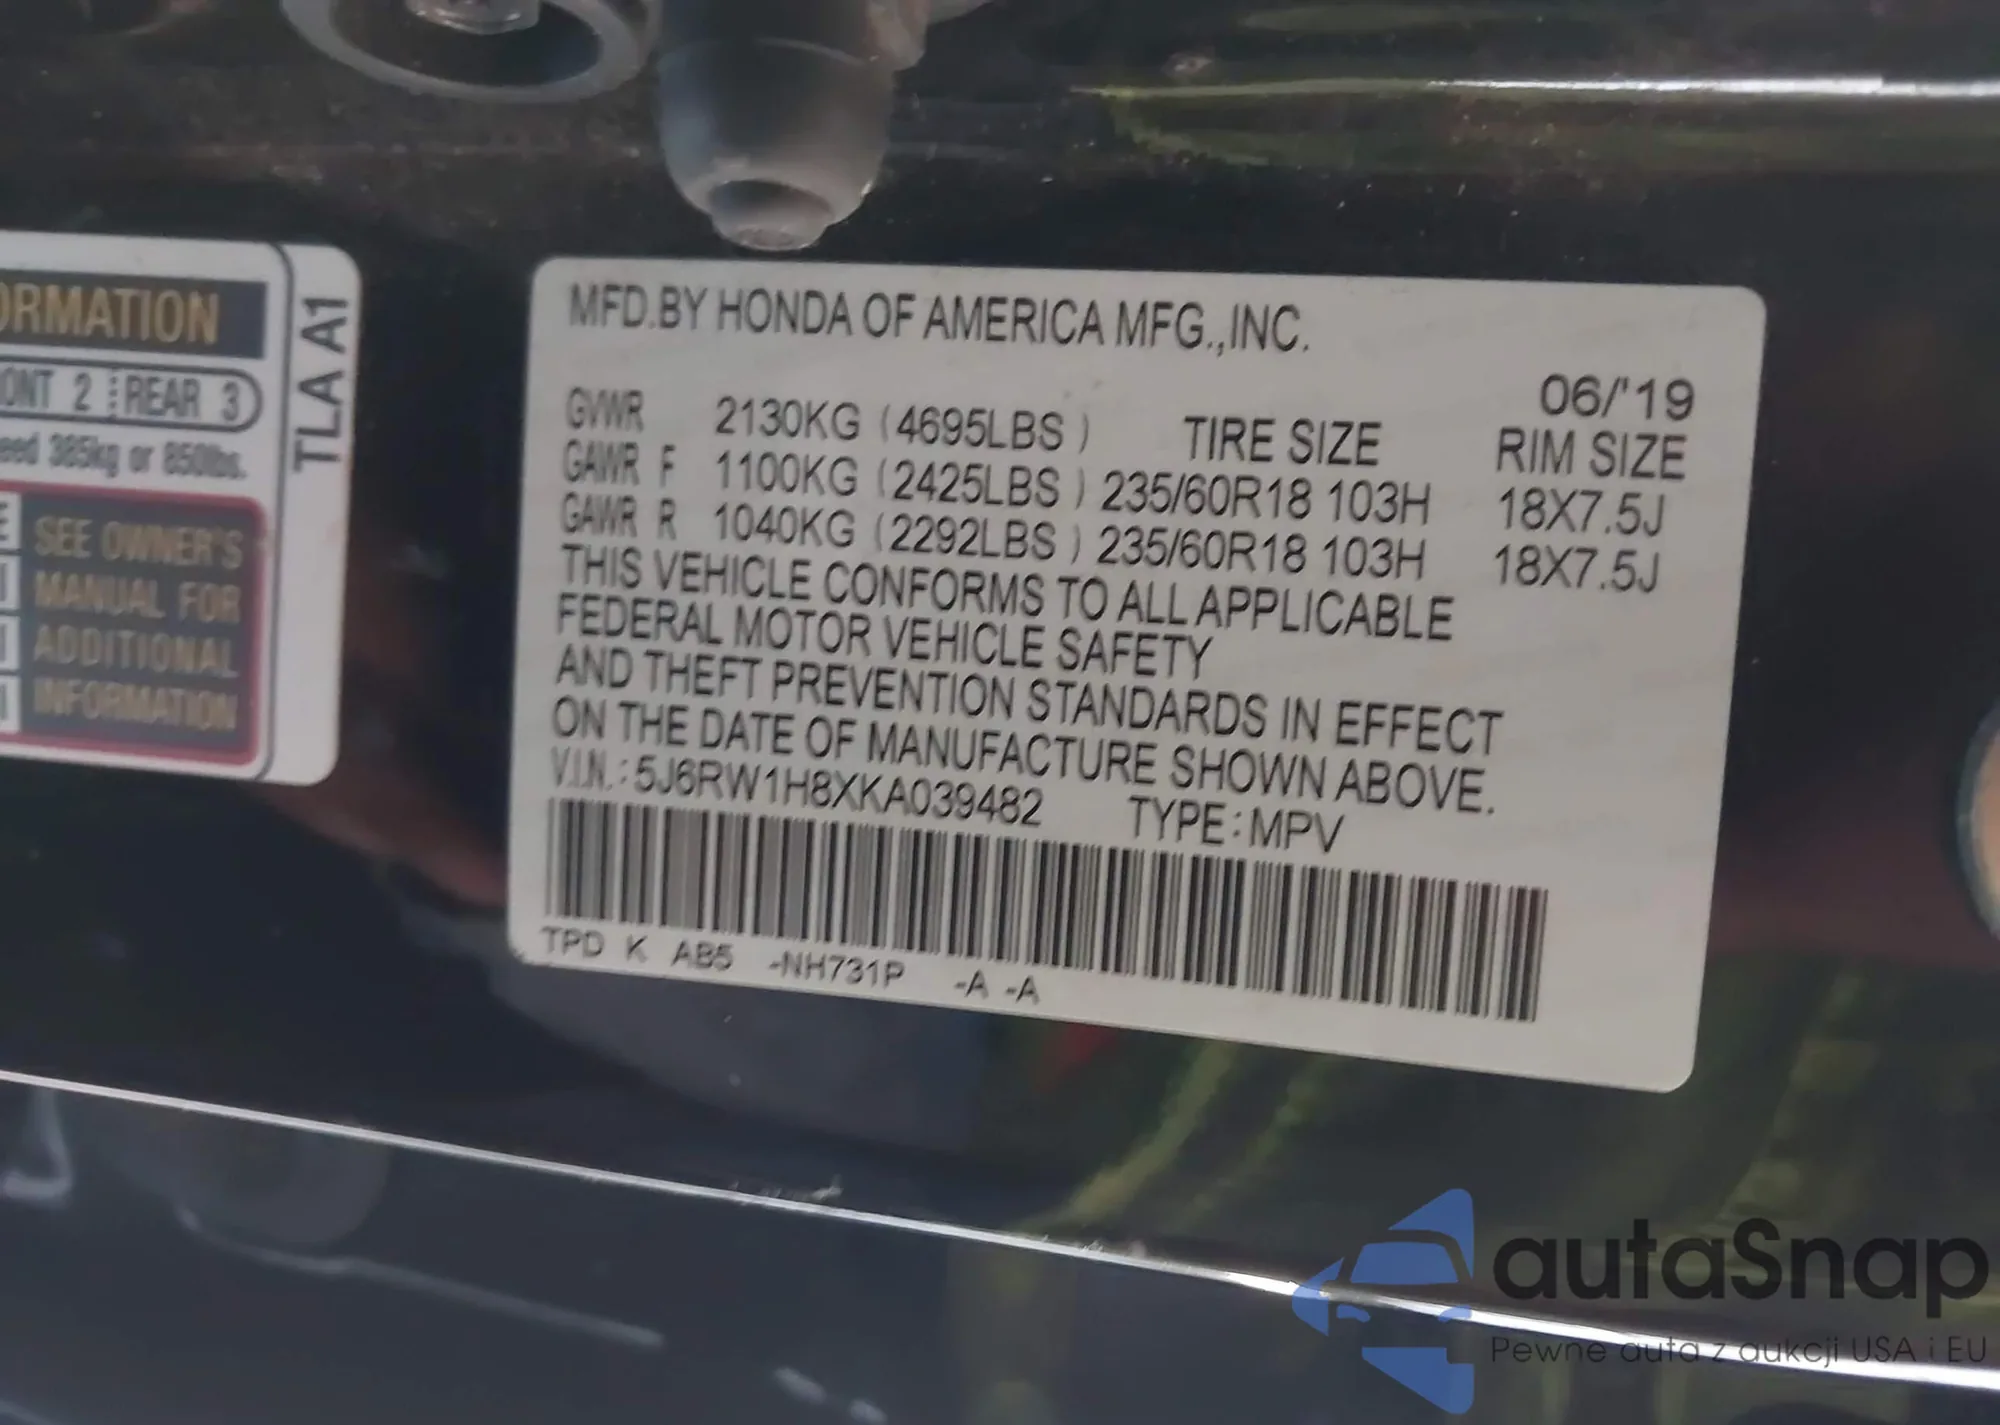 ORMATION
ONT 2 REAR 3
eed 385kg or 850lbs.
SEE OWNER'S
MANUAL FOR
ADDITIONAL
INFORMATION
TLA A1
MFD.BY HONDA OF AMERICA MFG.,INC.
06/'19
GVWR 2130KG (4695LBS) TIRE SIZE RIM SIZE
GAWR F 1100KG (2425LBS) 235/60R18 103H 18X7.5J
GAWR R 1040KG (2292LBS) 235/60R18 103H 18X7.5J
THIS VEHICLE CONFORMS TO ALL APPLICABLE
FEDERAL MOTOR VEHICLE SAFETY
AND THEFT PREVENTION STANDARDS IN EFFECT
ON THE DATE OF MANUFACTURE SHOWN ABOVE.
V.I.N.: 5J6RW1H8XKA039482 TYPE: MPV
TPD K AB5 -NH731P -A -A
autaSnap
Pewne auta z aukcji USA i EU